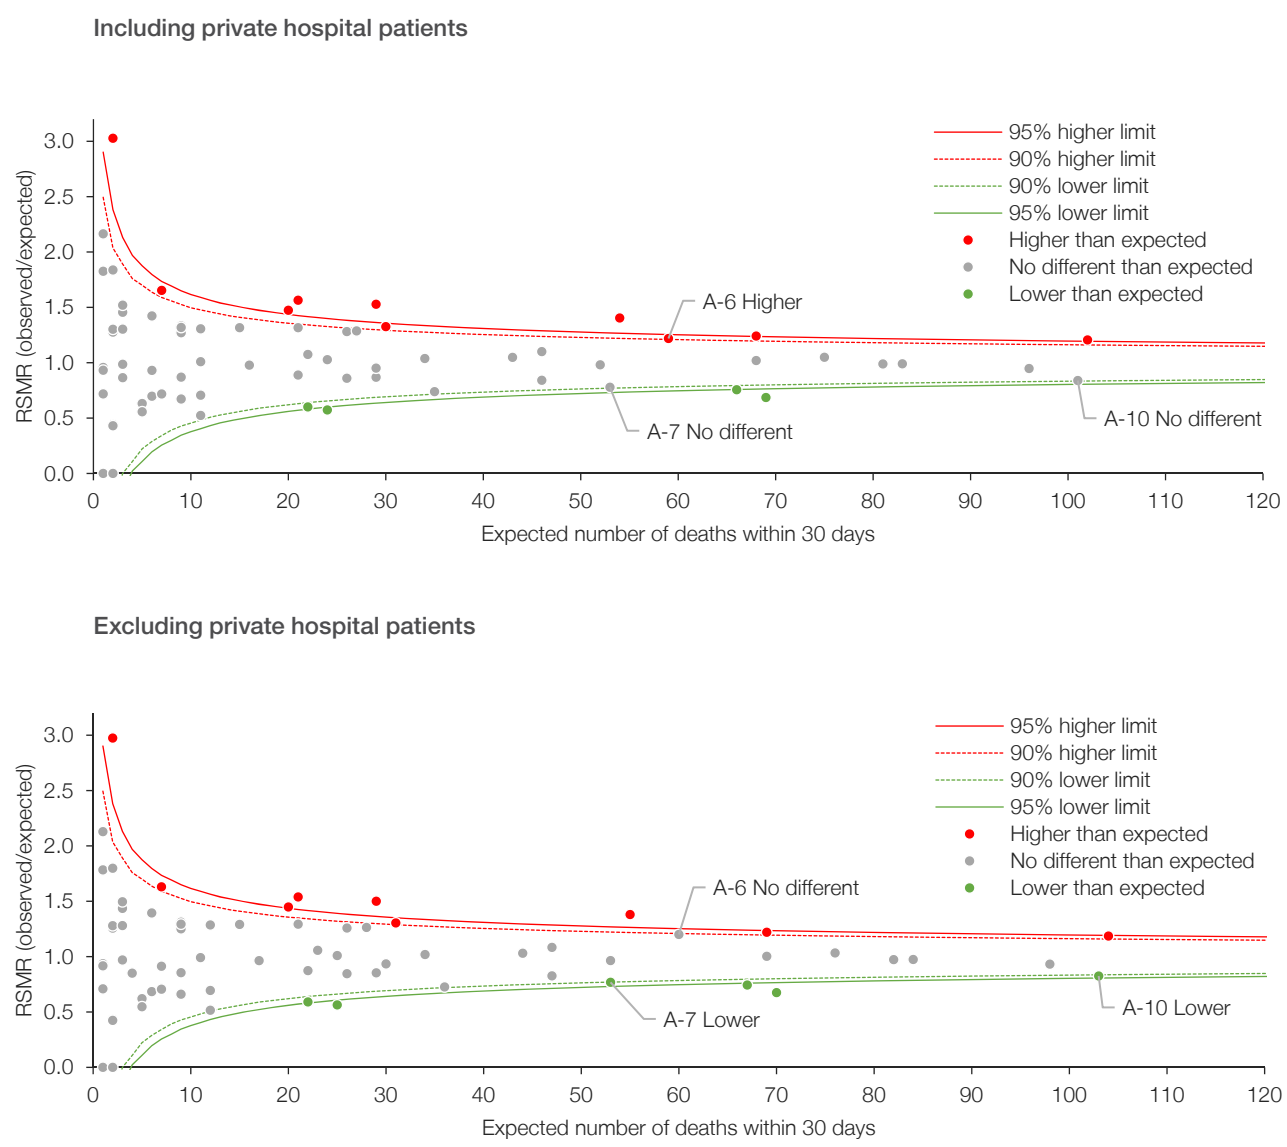 Including private hospital patients
RSMR (observed/expected)
3.0
2.5
2.0
1.5
1.0
0.5
0.0
0 10 20 30 40 50 60 70 80 90 100 110 120
Expected number of deaths within 30 days
95% higher limit
90% higher limit
90% lower limit
95% lower limit
Higher than expected
No different than expected
Lower than expected
A-6 Higher
A-7 No different
A-10 No different
Excluding private hospital patients
RSMR (observed/expected)
3.0
2.5
2.0
1.5
1.0
0.5
0.0
0 10 20 30 40 50 60 70 80 90 100 110 120
Expected number of deaths within 30 days
95% higher limit
90% higher limit
90% lower limit
95% lower limit
Higher than expected
No different than expected
Lower than expected
A-6 No different
A-7 Lower
A-10 Lower